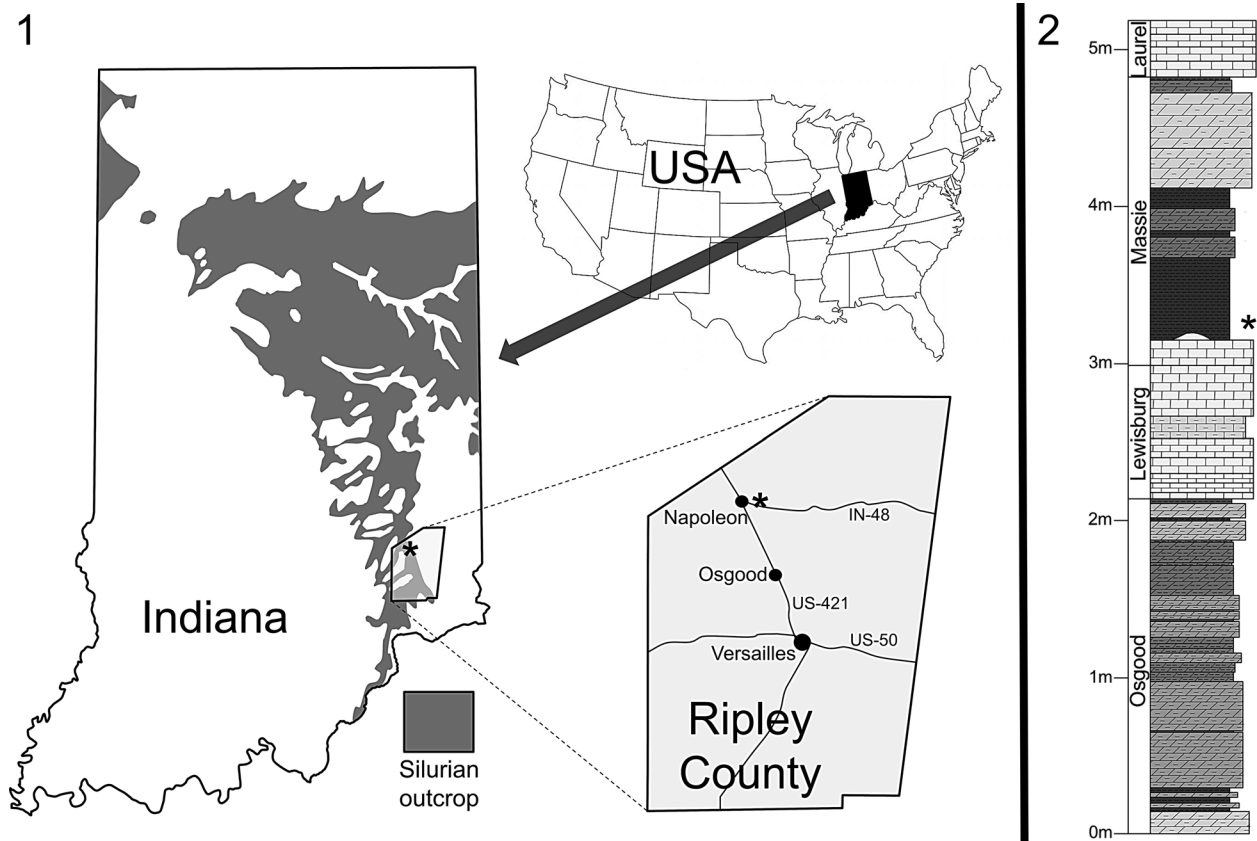 1
USA
Indiana
Silurian
outcrop
*
Napoleon
*
IN-48
Osgood
US-421
US-50
Versailles
Ripley
County
2
5m
4m
3m
2m
1m
0m
Laurel
Massie
Lewisburg
Osgood
*